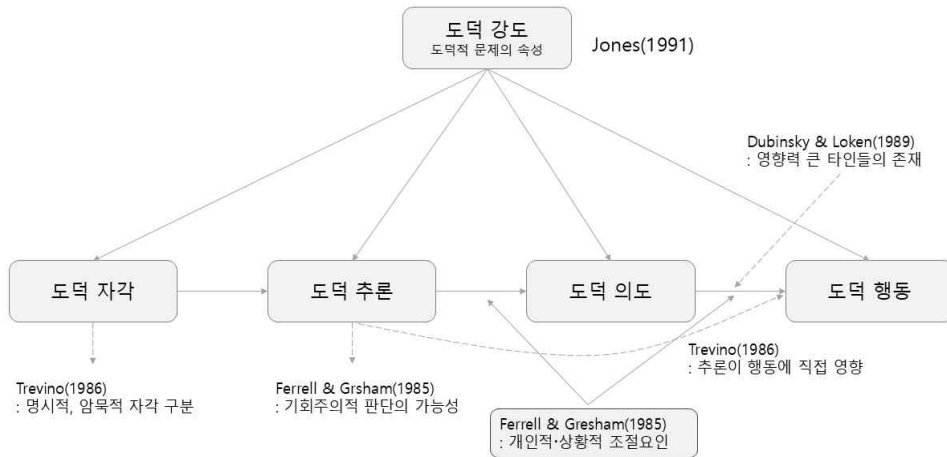 도덕 강도
도덕적 문제의 속성
Jones(1991)
Dubinsky & Loken(1989)
: 영향력 큰 타인들의 존재
도덕 자각
도덕 추론
도덕 의도
도덕 행동
Trevino(1986)
: 명시적, 암묵적 자각 구분
Ferrell & Grsham(1985)
: 기회주의적 판단의 가능성
Trevino(1986)
: 추론이 행동에 직접 영향
Ferrell & Gresham(1985)
: 개인적·상황적 조절요인